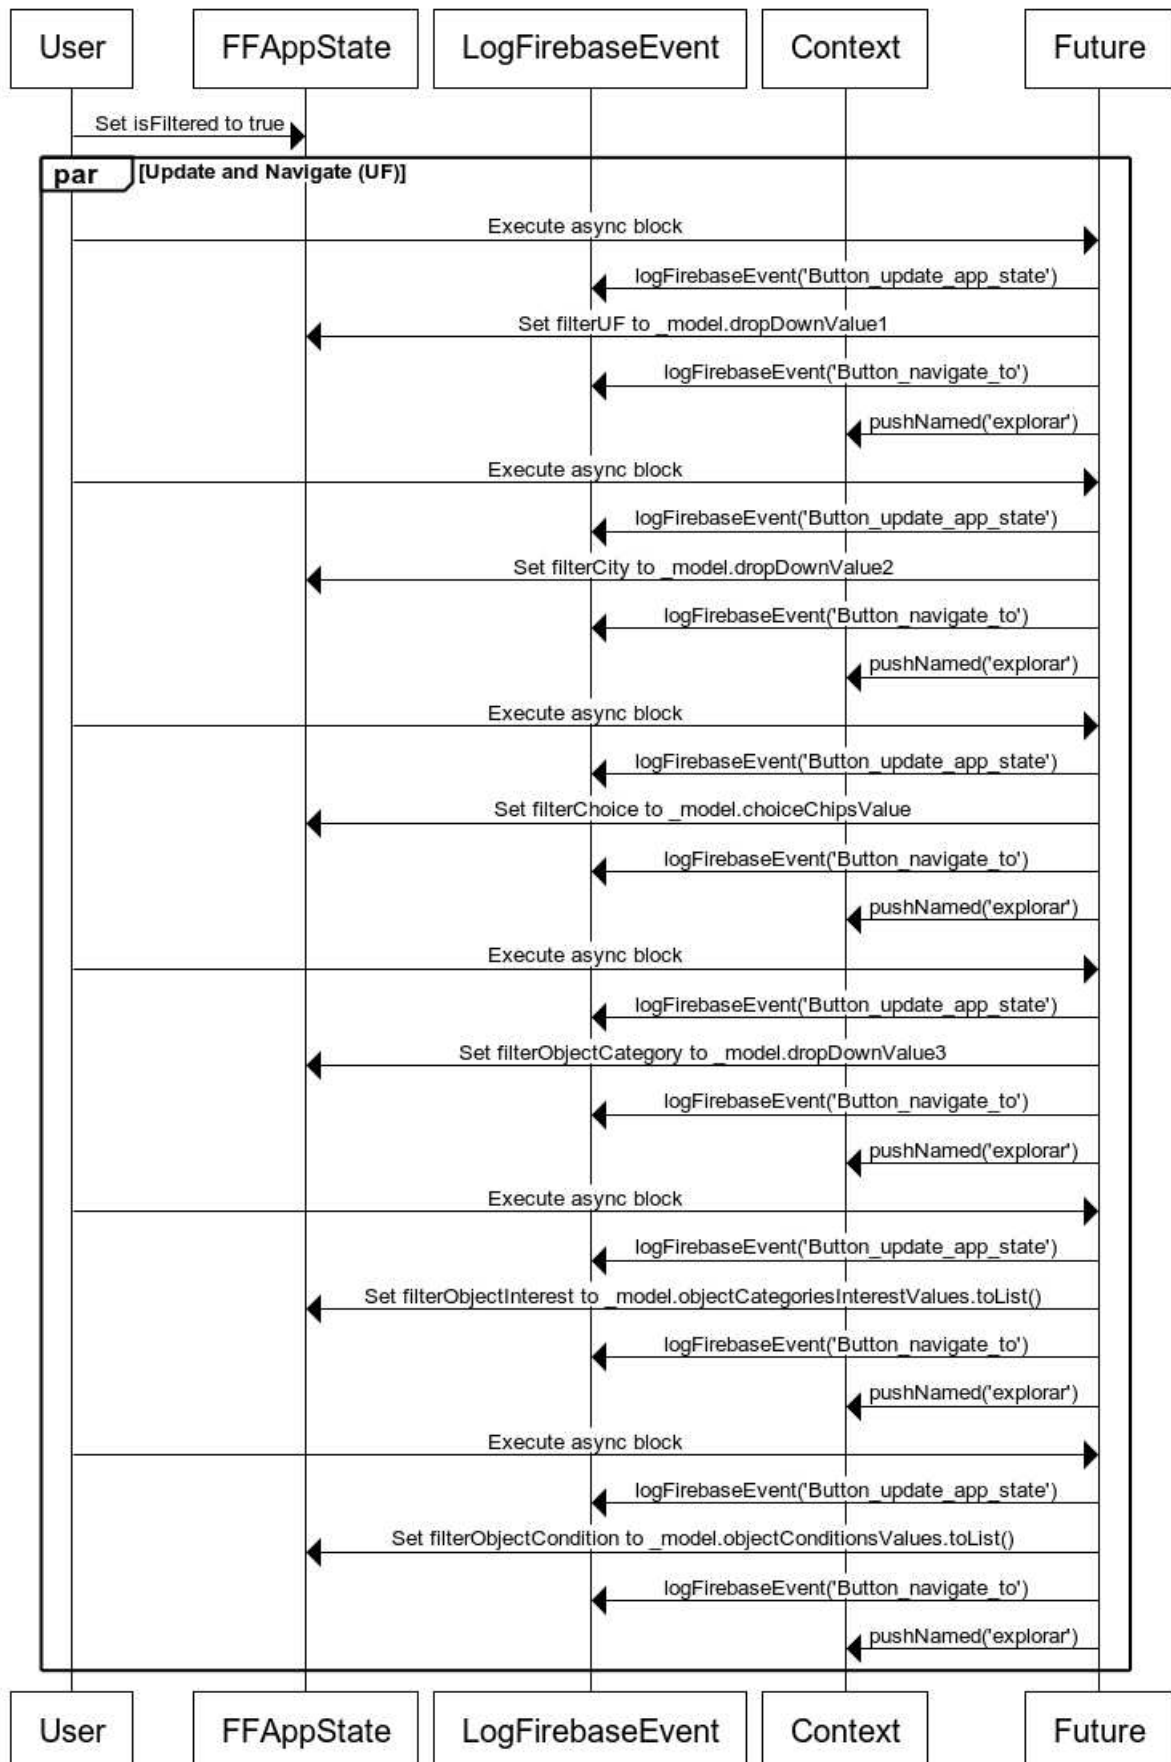 User FFAppState LogFirebaseEvent Context Future
Set isFiltered to true
par [Update and Navigate (UF)]
Execute async block
logFirebaseEvent('Button_update_app_state')
Set filterUF to _model.dropDownValue1
logFirebaseEvent('Button_navigate_to')
pushNamed('explorar')
Execute async block
logFirebaseEvent('Button_update_app_state')
Set filterCity to _model.dropDownValue2
logFirebaseEvent('Button_navigate_to')
pushNamed('explorar')
Execute async block
logFirebaseEvent('Button_update_app_state')
Set filterChoice to _model.choiceChipsValue
logFirebaseEvent('Button_navigate_to')
pushNamed('explorar')
Execute async block
logFirebaseEvent('Button_update_app_state')
Set filterObjectCategory to _model.dropDownValue3
logFirebaseEvent('Button_navigate_to')
pushNamed('explorar')
Execute async block
logFirebaseEvent('Button_update_app_state')
Set filterObjectInterest to _model.objectCategoriesInterestValues.toList()
logFirebaseEvent('Button_navigate_to')
pushNamed('explorar')
Execute async block
logFirebaseEvent('Button_update_app_state')
Set filterObjectCondition to _model.objectConditionsValues.toList()
logFirebaseEvent('Button_navigate_to')
pushNamed('explorar')
User FFAppState LogFirebaseEvent Context Future